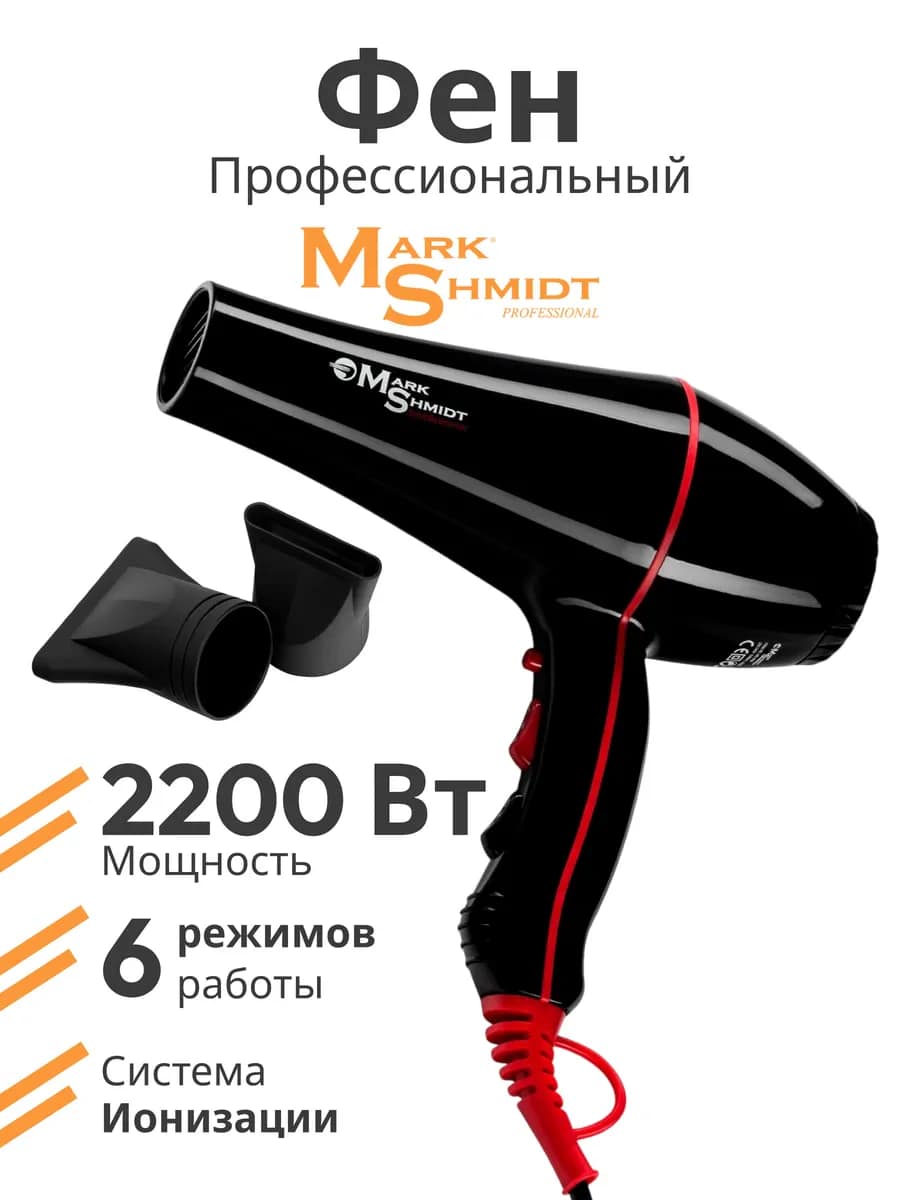 Фен
Профессиональный
MARK®
SHMIDT
PROFESSIONAL
MARK
SHMIDT
2200 Вт
Мощность
6 режимов
работы
Система
Ионизации